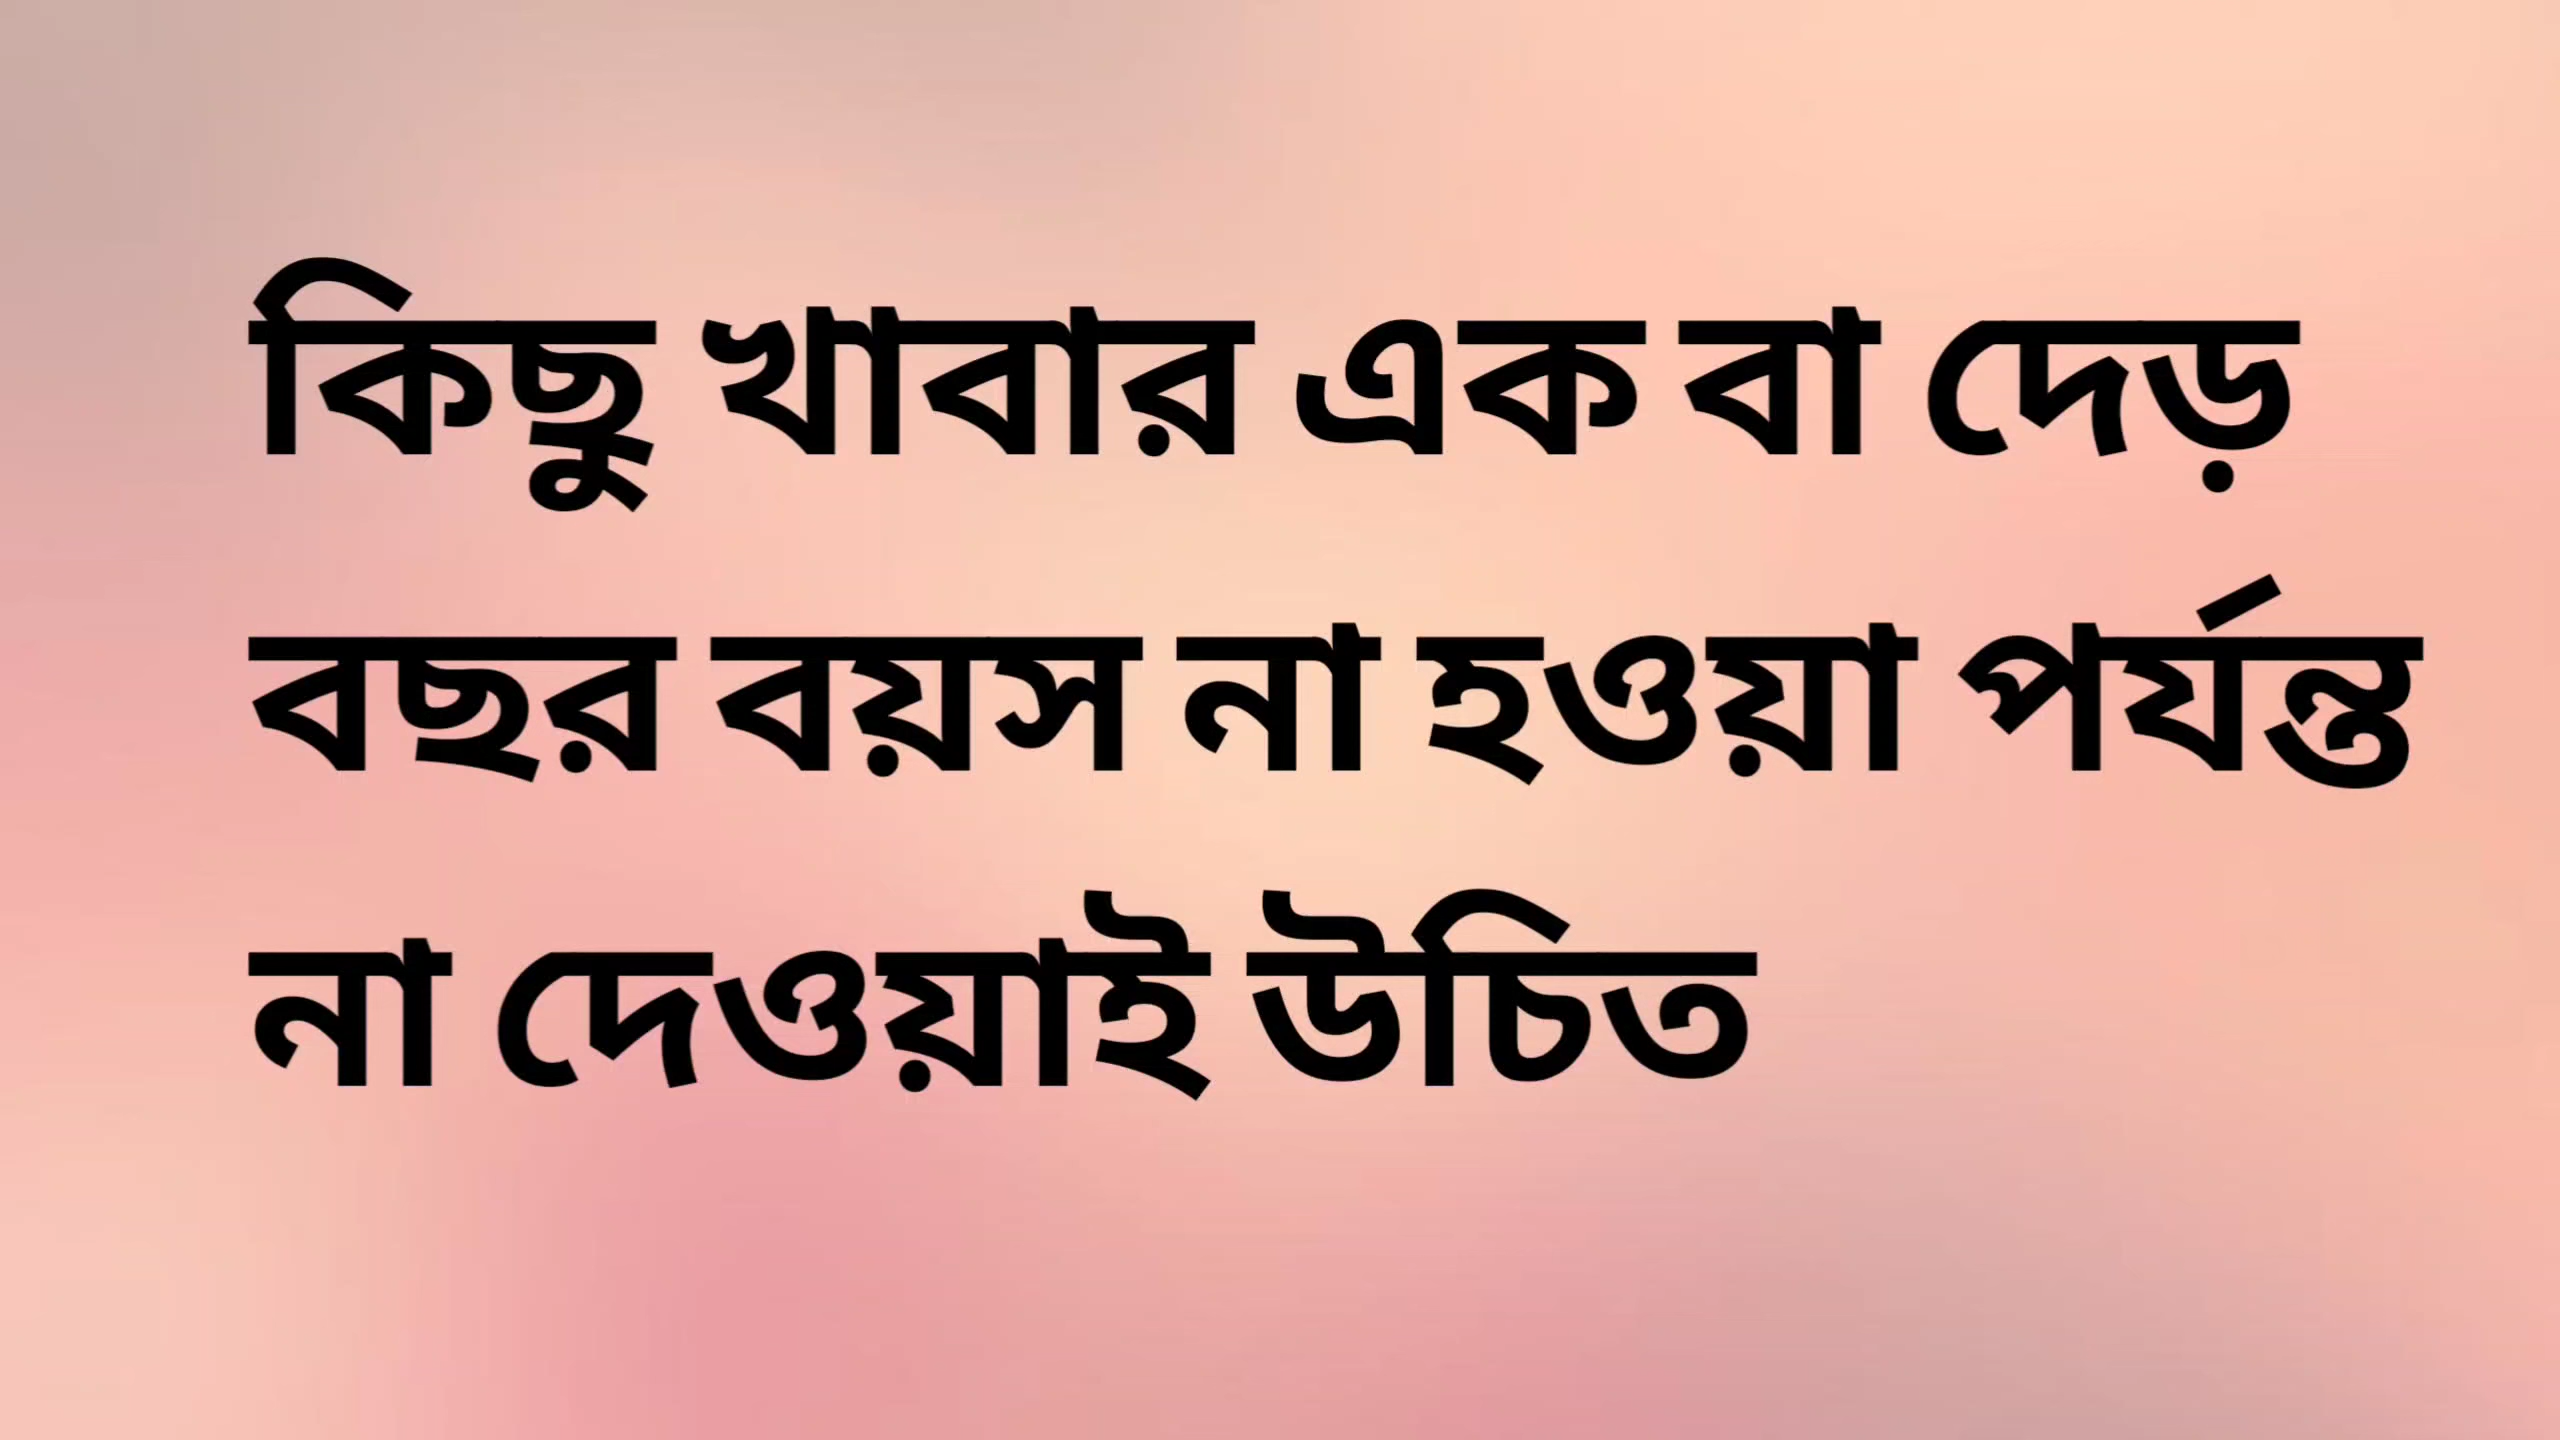 কিছু খাবার এক বা দেড়
বছর বয়স না হওয়া পর্যন্ত
না দেওয়াই উচিত